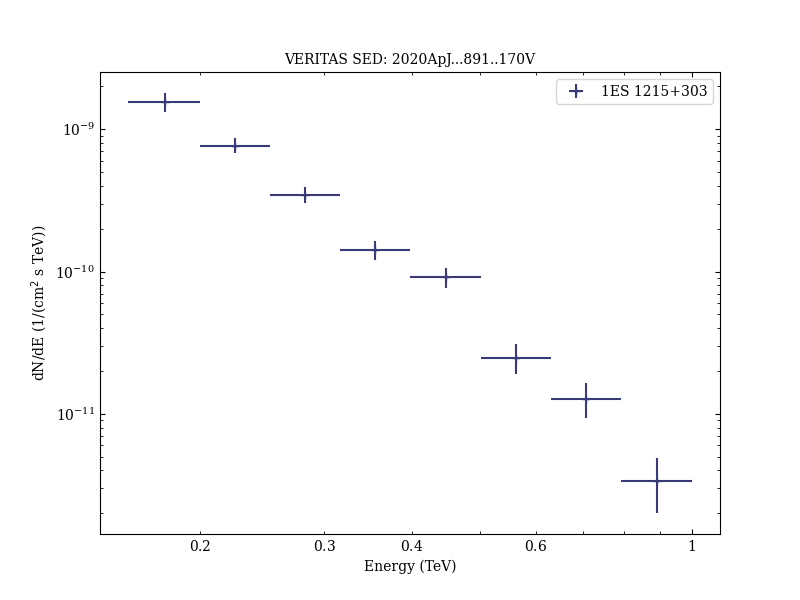 VERITAS SED: 2020ApJ...891..170V
1ES 1215+303
10⁻⁹
10⁻¹⁰
10⁻¹¹
dN/dE (1/(cm² s TeV))
0.2 0.3 0.4 0.6 1
Energy (TeV)